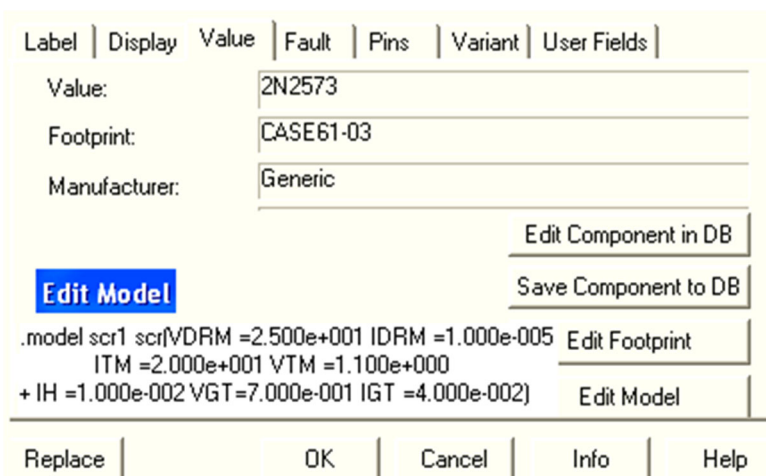 Label Display Value Fault Pins Variant User Fields
Value: 2N2573
Footprint: CASE61-03
Manufacturer: Generic
Edit Component in DB
Edit Model
Save Component to DB
.model scr1 scr(VDRM =2.500e+001 IDRM =1.000e-005
ITM =2.000e+001 VTM =1.100e+000
+ IH =1.000e-002 VGT=7.000e-001 IGT =4.000e-002)
Edit Footprint
Edit Model
Replace OK Cancel Info Help